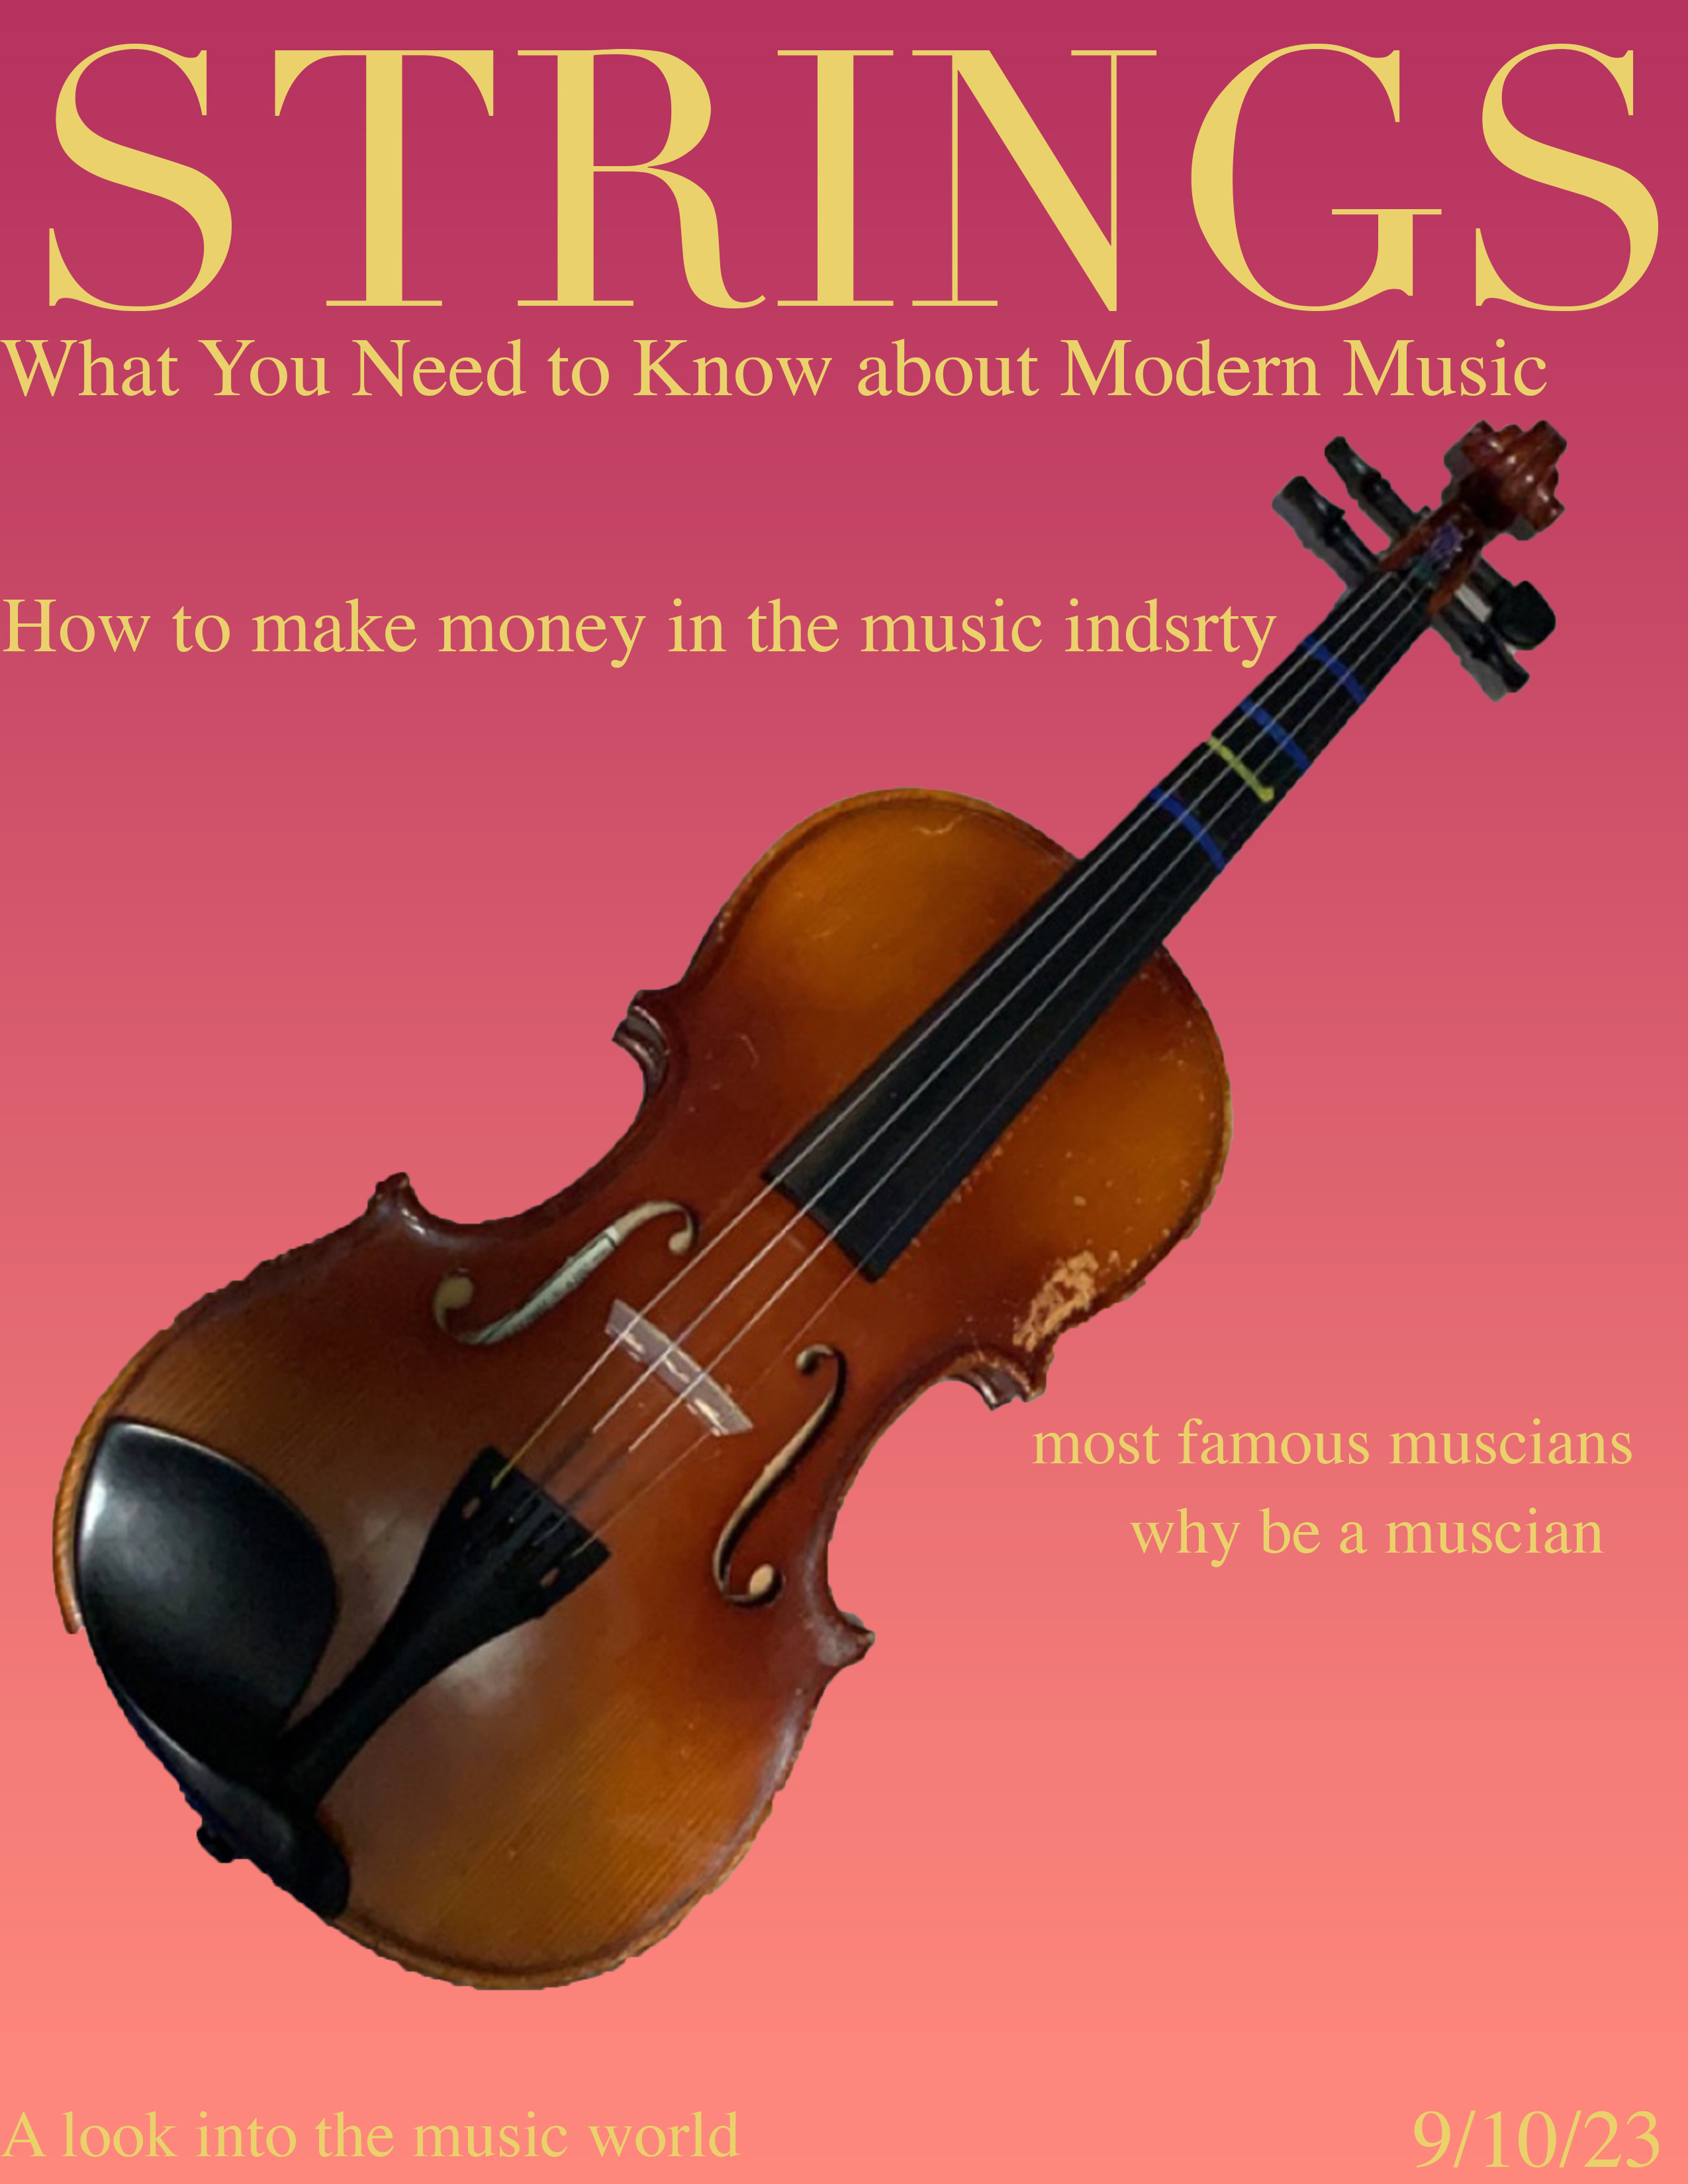 STRINGS
What You Need to Know about Modern Music
How to make money in the music indsrty
most famous muscians
why be a muscian
A look into the music world
9/10/23